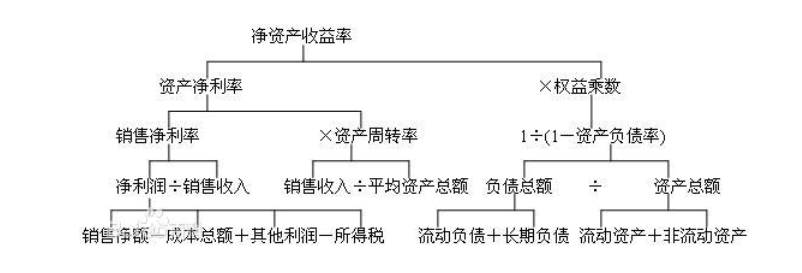 净资产收益率
资产净利率 ×权益乘数
销售净利率 ×资产周转率 1÷(1－资产负债率)
净利润÷销售收入 销售收入÷平均资产总额 负债总额 ÷ 资产总额
销售净额－成本总额＋其他利润－所得税 流动负债＋长期负债 流动资产＋非流动资产